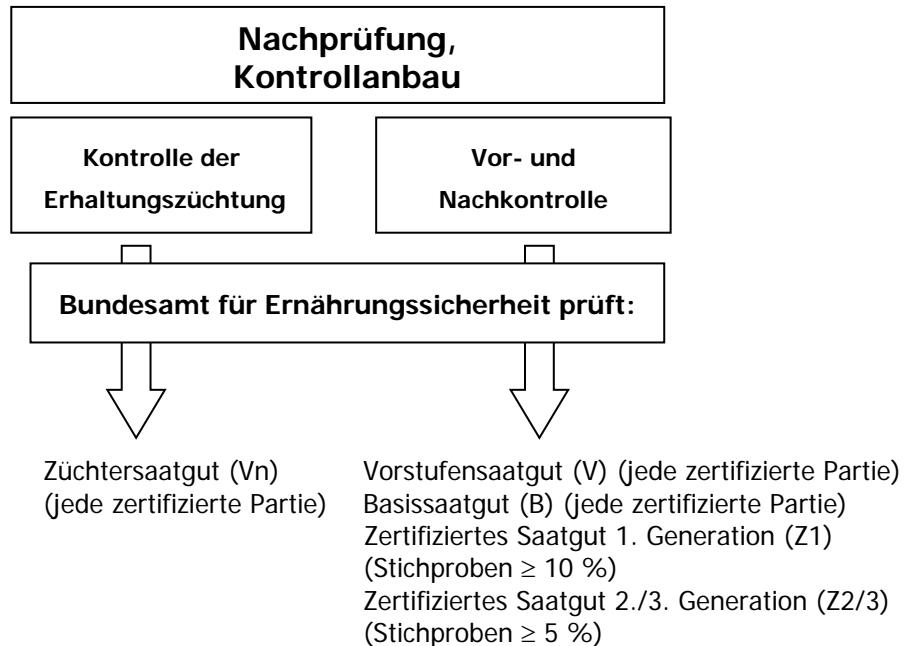 Nachprüfung,
Kontrollanbau
Kontrolle der
Erhaltungszüchtung
Vor- und
Nachkontrolle
Bundesamt für Ernährungssicherheit prüft:
Züchtersaatgut (Vn)
(jede zertifizierte Partie)
Vorstufensaatgut (V) (jede zertifizierte Partie)
Basissaatgut (B) (jede zertifizierte Partie)
Zertifiziertes Saatgut 1. Generation (Z1)
(Stichproben ≥ 10 %)
Zertifiziertes Saatgut 2./3. Generation (Z2/3)
(Stichproben ≥ 5 %)